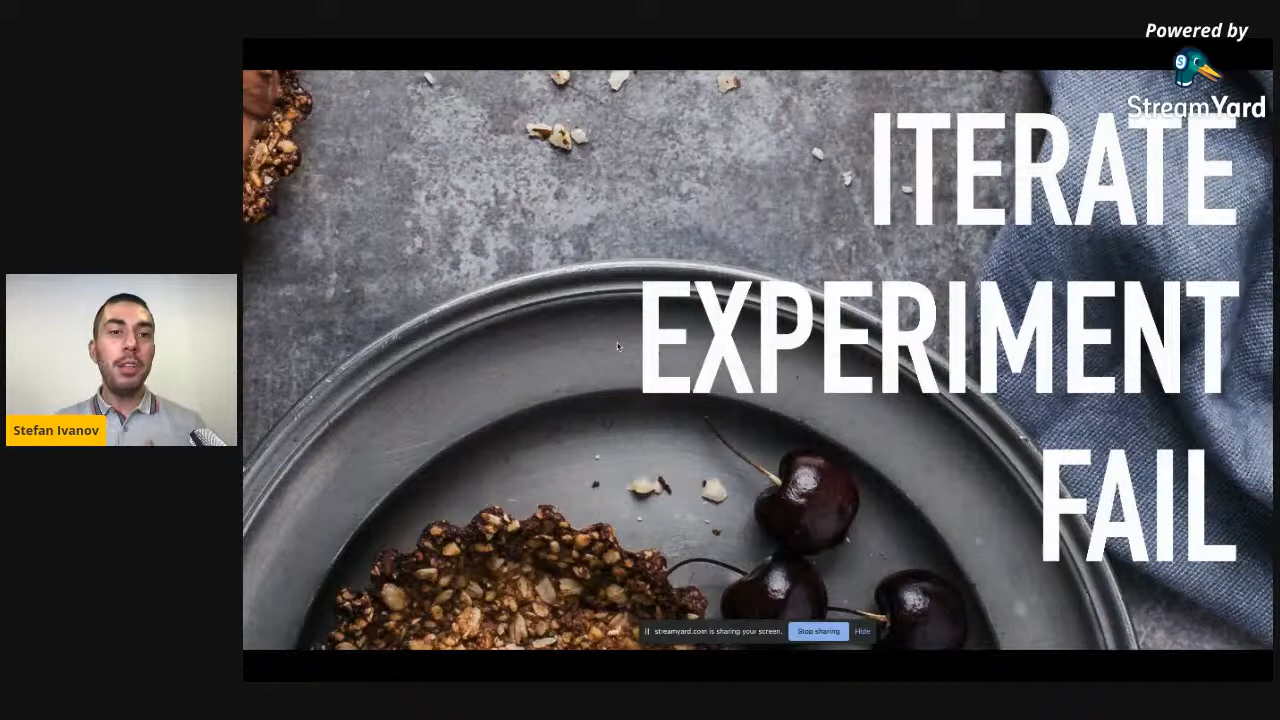 Powered by
StreamYard
ITERATE
EXPERIMENT
FAIL
Stefan Ivanov
streamyard.com is sharing your screen.
Stop sharing
Hide